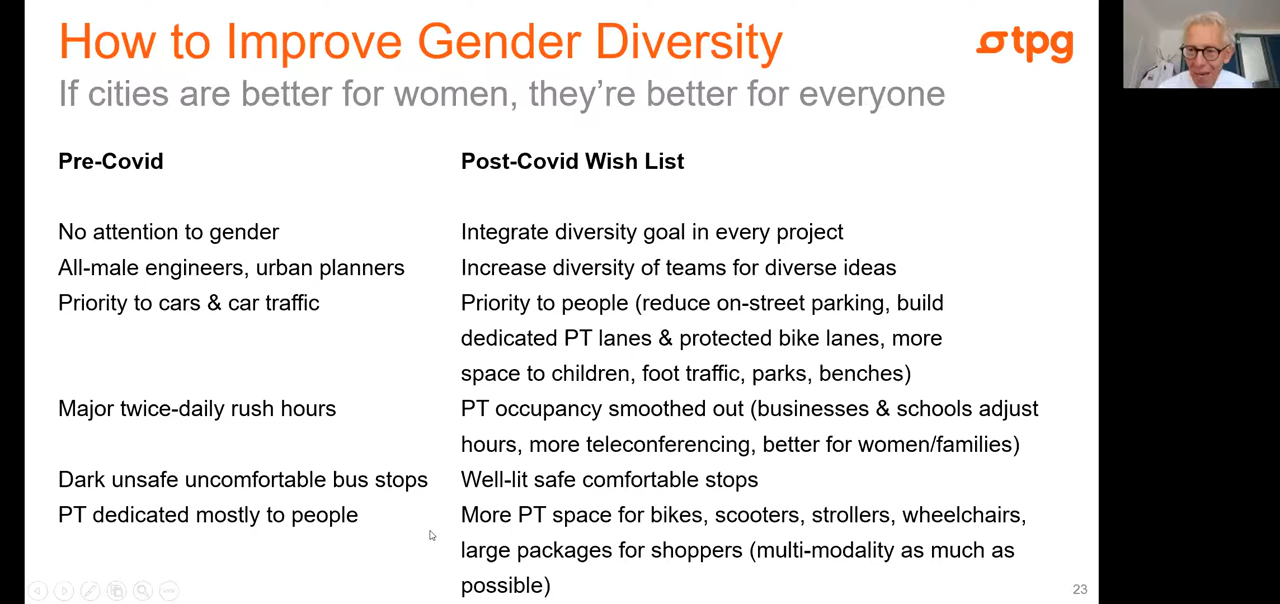 How to Improve Gender Diversity
tpg
If cities are better for women, they're better for everyone
Pre-Covid
Post-Covid Wish List
No attention to gender
Integrate diversity goal in every project
All-male engineers, urban planners
Increase diversity of teams for diverse ideas
Priority to cars & car traffic
Priority to people (reduce on-street parking, build
dedicated PT lanes & protected bike lanes, more
space to children, foot traffic, parks, benches)
Major twice-daily rush hours
PT occupancy smoothed out (businesses & schools adjust
hours, more teleconferencing, better for women/families)
Dark unsafe uncomfortable bus stops
Well-lit safe comfortable stops
PT dedicated mostly to people
More PT space for bikes, scooters, strollers, wheelchairs,
large packages for shoppers (multi-modality as much as
possible)
23